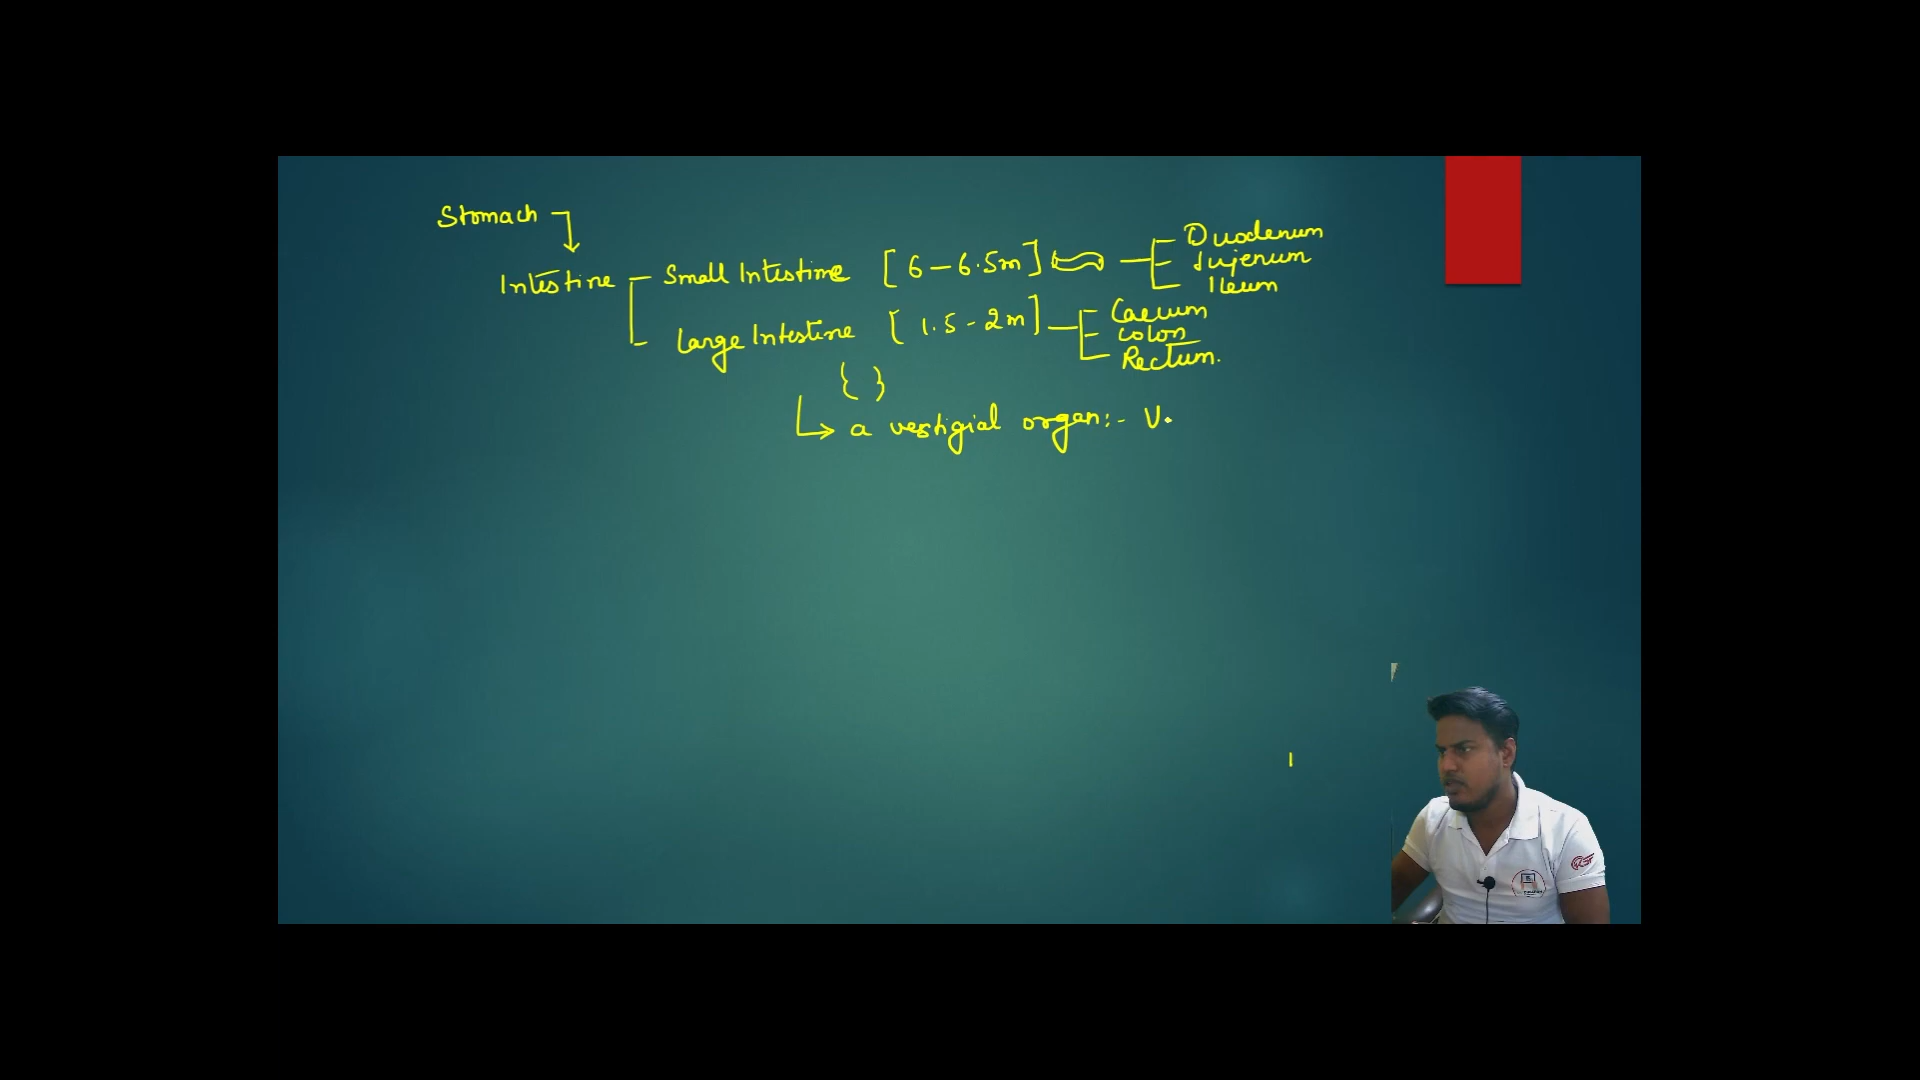 Stomach
Intestine
Small Intestine [6-6.5m]
Duodenum
Jujenum
Ileum
Large Intestine [1.5-2m]
Caecum
Colon
Rectum.
{ }
a vestigial organ:- V.